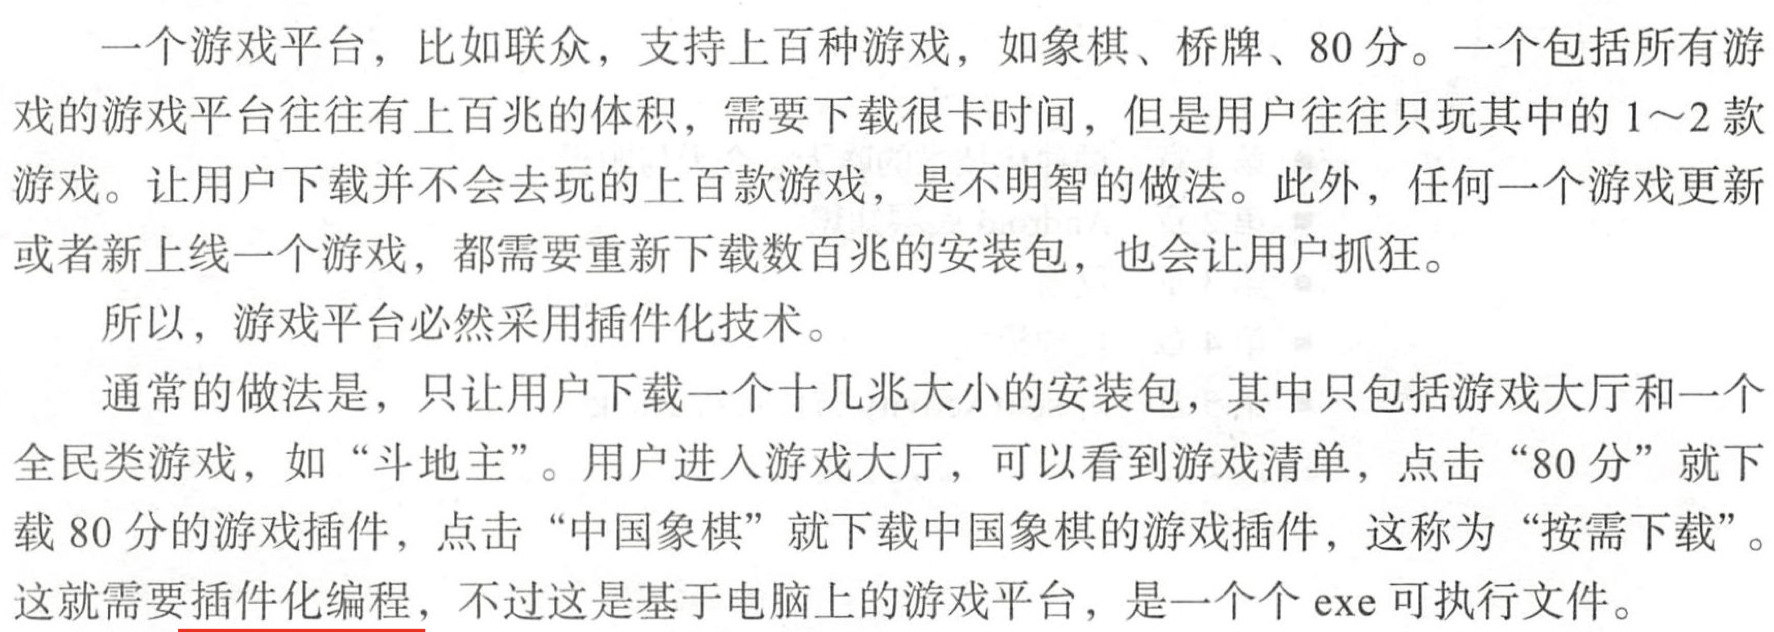 一个游戏平台，比如联众，支持上百种游戏，如象棋、桥牌、80 分。一个包括所有游
戏的游戏平台往往有上百兆的体积，需要下载很卡时间，但是用户往往只玩其中的 1～2 款
游戏。让用户下载并不会去玩的上百款游戏，是不明智的做法。此外，任何一个游戏更新
或者新上线一个游戏，都需要重新下载数百兆的安装包，也会让用户抓狂。
所以，游戏平台必然采用插件化技术。
通常的做法是，只让用户下载一个十几兆大小的安装包，其中只包括游戏大厅和一个
全民类游戏，如“斗地主”。用户进入游戏大厅，可以看到游戏清单，点击“80 分”就下
载 80 分的游戏插件，点击“中国象棋”就下载中国象棋的游戏插件，这称为“按需下载”。
这就需要插件化编程，不过这是基于电脑上的游戏平台，是一个个 exe 可执行文件。